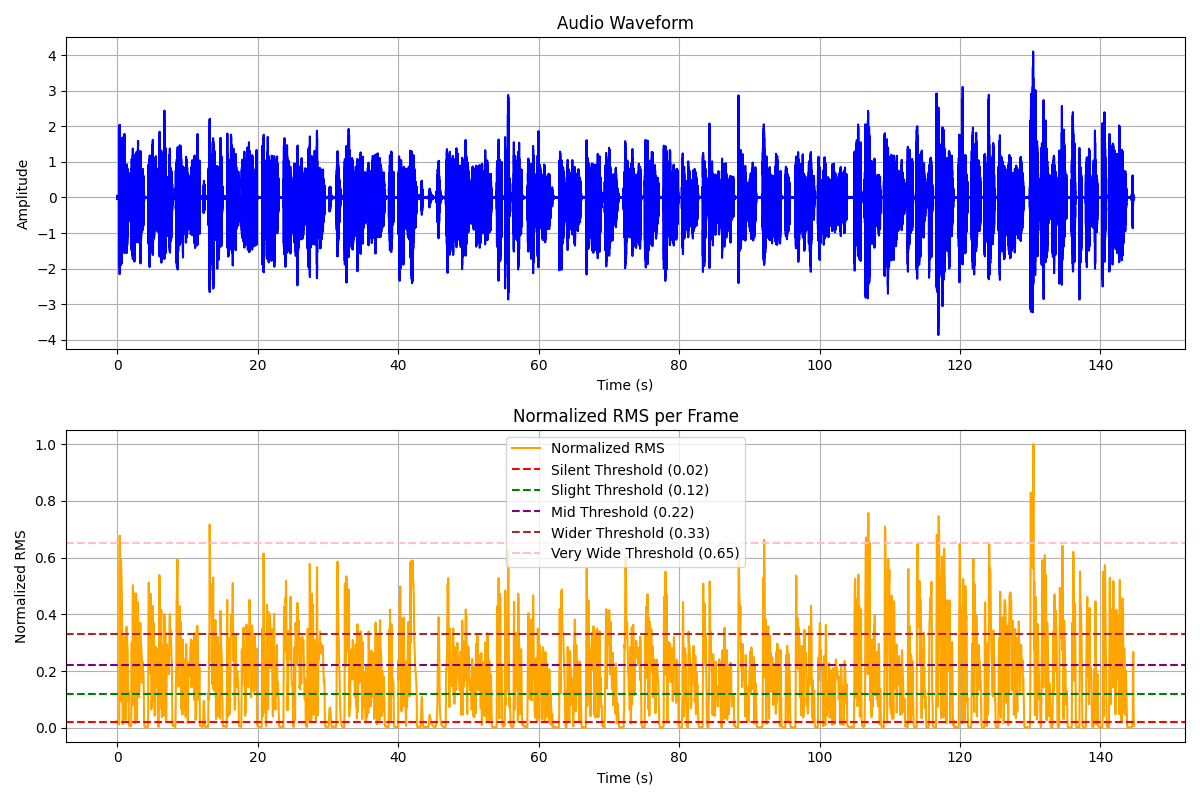 Audio Waveform
4
3
2
1
0
−1
−2
−3
−4
Amplitude
0 20 40 60 80 100 120 140
Time (s)
Normalized RMS per Frame
1.0
0.8
0.6
0.4
0.2
0.0
Normalized RMS
Normalized RMS
Silent Threshold (0.02)
Slight Threshold (0.12)
Mid Threshold (0.22)
Wider Threshold (0.33)
Very Wide Threshold (0.65)
0 20 40 60 80 100 120 140
Time (s)